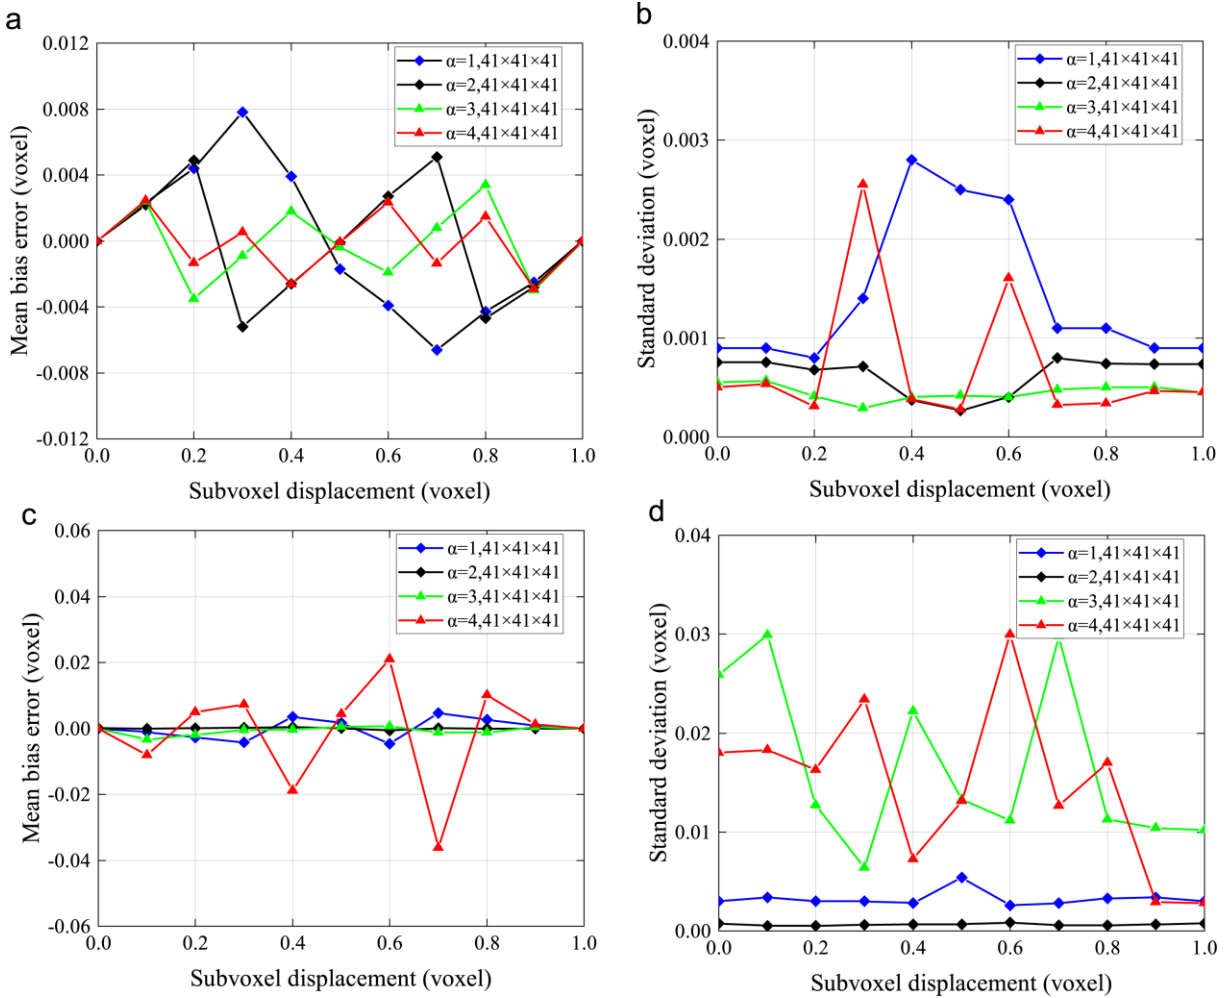 a
0.012
0.008
0.004
0.000
-0.004
-0.008
-0.012
Mean bias error (voxel)
α=1,41×41×41
α=2,41×41×41
α=3,41×41×41
α=4,41×41×41
0.0 0.2 0.4 0.6 0.8 1.0
Subvoxel displacement (voxel)
b
0.004
0.003
0.002
0.001
0.000
Standard deviation (voxel)
α=1,41×41×41
α=2,41×41×41
α=3,41×41×41
α=4,41×41×41
0.0 0.2 0.4 0.6 0.8 1.0
Subvoxel displacement (voxel)
c
0.06
0.04
0.02
0.00
-0.02
-0.04
-0.06
Mean bias error (voxel)
α=1,41×41×41
α=2,41×41×41
α=3,41×41×41
α=4,41×41×41
0.0 0.2 0.4 0.6 0.8 1.0
Subvoxel displacement (voxel)
d
0.04
0.03
0.02
0.01
0.00
Standard deviation (voxel)
α=1,41×41×41
α=2,41×41×41
α=3,41×41×41
α=4,41×41×41
0.0 0.2 0.4 0.6 0.8 1.0
Subvoxel displacement (voxel)